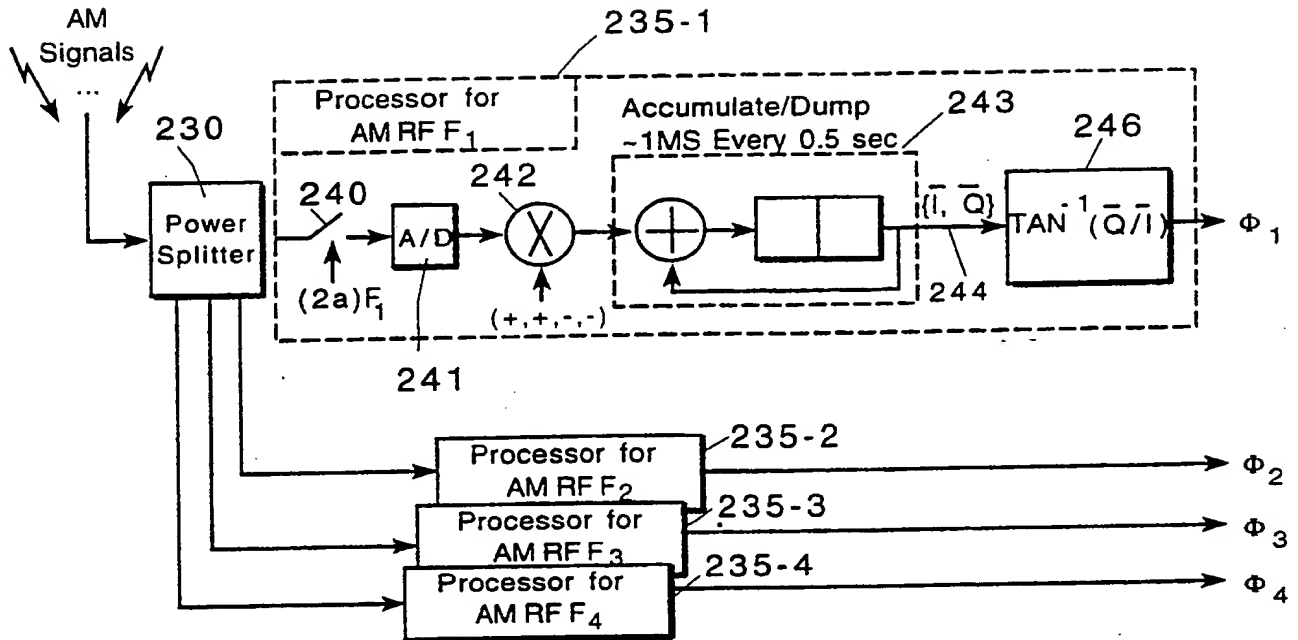 AM
Signals
...
235-1
Processor for
AM RF F₁
Accumulate/Dump
~1MS Every 0.5 sec
243
246
230
240
242
Power
Splitter
A/D
X
+
{I̅, Q̅}
TAN⁻¹(Q̅/I̅)
Φ₁
(2a)F₁
(+,+,-,-)
244
241
235-2
Processor for
AM RF F₂
Φ₂
235-3
Processor for
AM RF F₃
Φ₃
235-4
Processor for
AM RF F₄
Φ₄